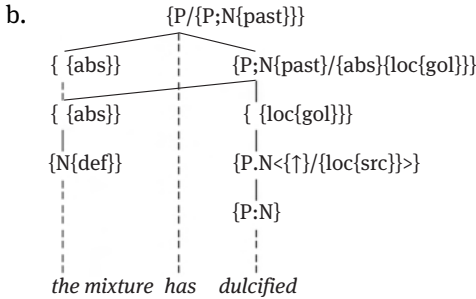 b. {P/{P;N{past}}}
{ {abs}} {P;N{past}/{abs}{loc{gol}}}
{ {abs}} { {loc{gol}}}
{N{def}} {P.N<{↑}/{loc{src}}>}
{P:N}
the mixture has dulcified